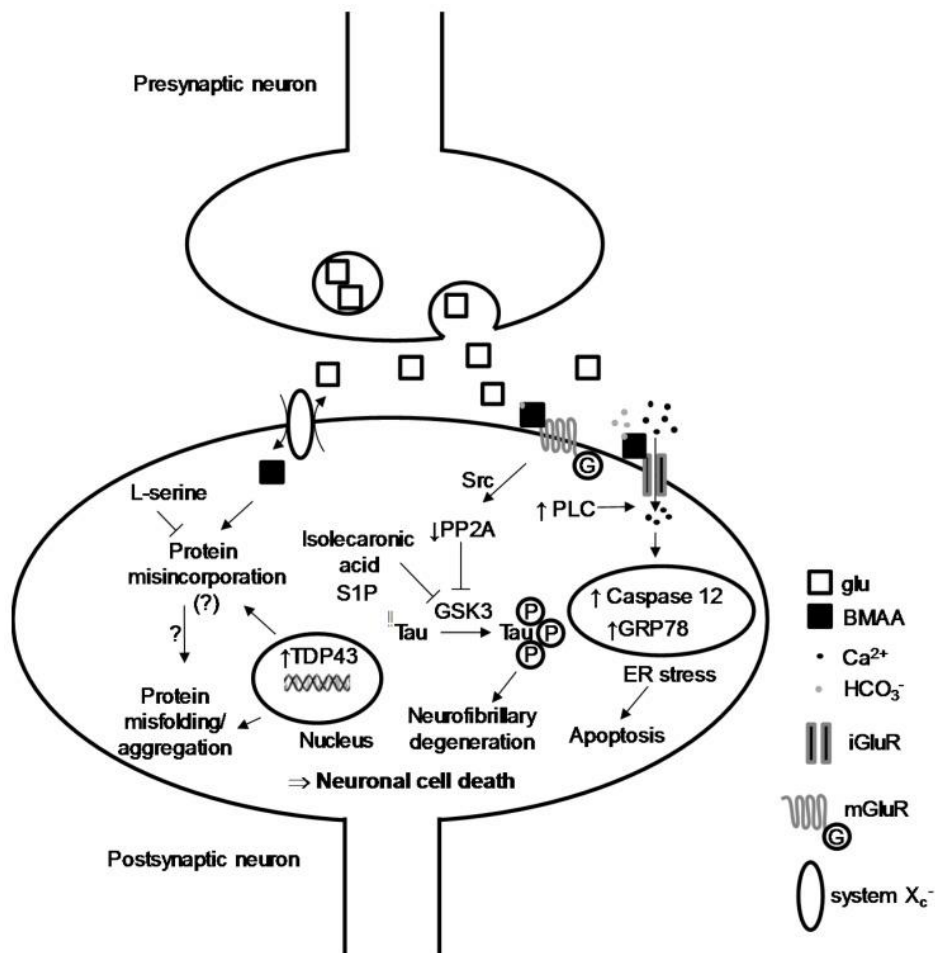 Presynaptic neuron
L-serine
Protein
misincorporation
(?)
?
Protein
misfolding/
aggregation
↑TDP43
Nucleus
Isolecaronic
acid
S1P
Src
↓PP2A
GSK3
Tau
Tau
P
P
P
Neurofibrillary
degeneration
G
↑ PLC
↑ Caspase 12
↑GRP78
ER stress
Apoptosis
⇒ Neuronal cell death
Postsynaptic neuron
glu
BMAA
Ca²⁺
HCO₃⁻
iGluR
mGluR
G
system Xc⁻